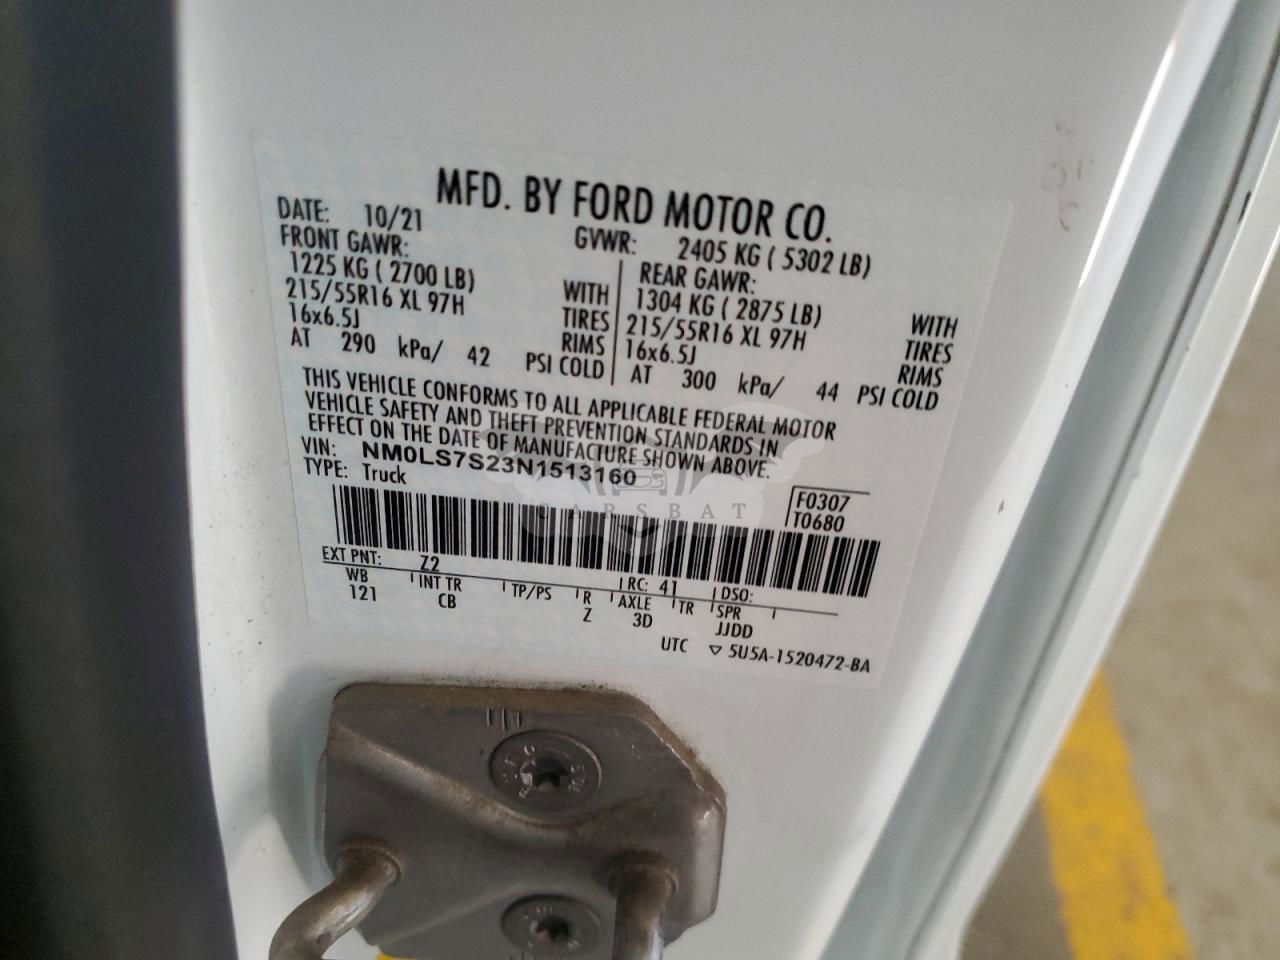 MFD. BY FORD MOTOR CO.
DATE: 10/21 GVWR: 2405 KG ( 5302 LB)
FRONT GAWR: REAR GAWR:
1225 KG ( 2700 LB) WITH 1304 KG ( 2875 LB) WITH
215/55R16 XL 97H TIRES 215/55R16 XL 97H TIRES
16x6.5J RIMS 16x6.5J RIMS
AT 290 kPa/ 42 PSI COLD AT 300 kPa/ 44 PSI COLD
THIS VEHICLE CONFORMS TO ALL APPLICABLE FEDERAL MOTOR
VEHICLE SAFETY AND THEFT PREVENTION STANDARDS IN
EFFECT ON THE DATE OF MANUFACTURE SHOWN ABOVE.
VIN: NM0LS7S23N1513160
TYPE: Truck
F0307
T0680
CARSBAT
EXT PNT: Z2 RC: 41 DSO:
WB INT TR TP/PS R AXLE TR SPR
121 CB Z 3D JJDD
UTC ▽ 5U5A-1520472-BA